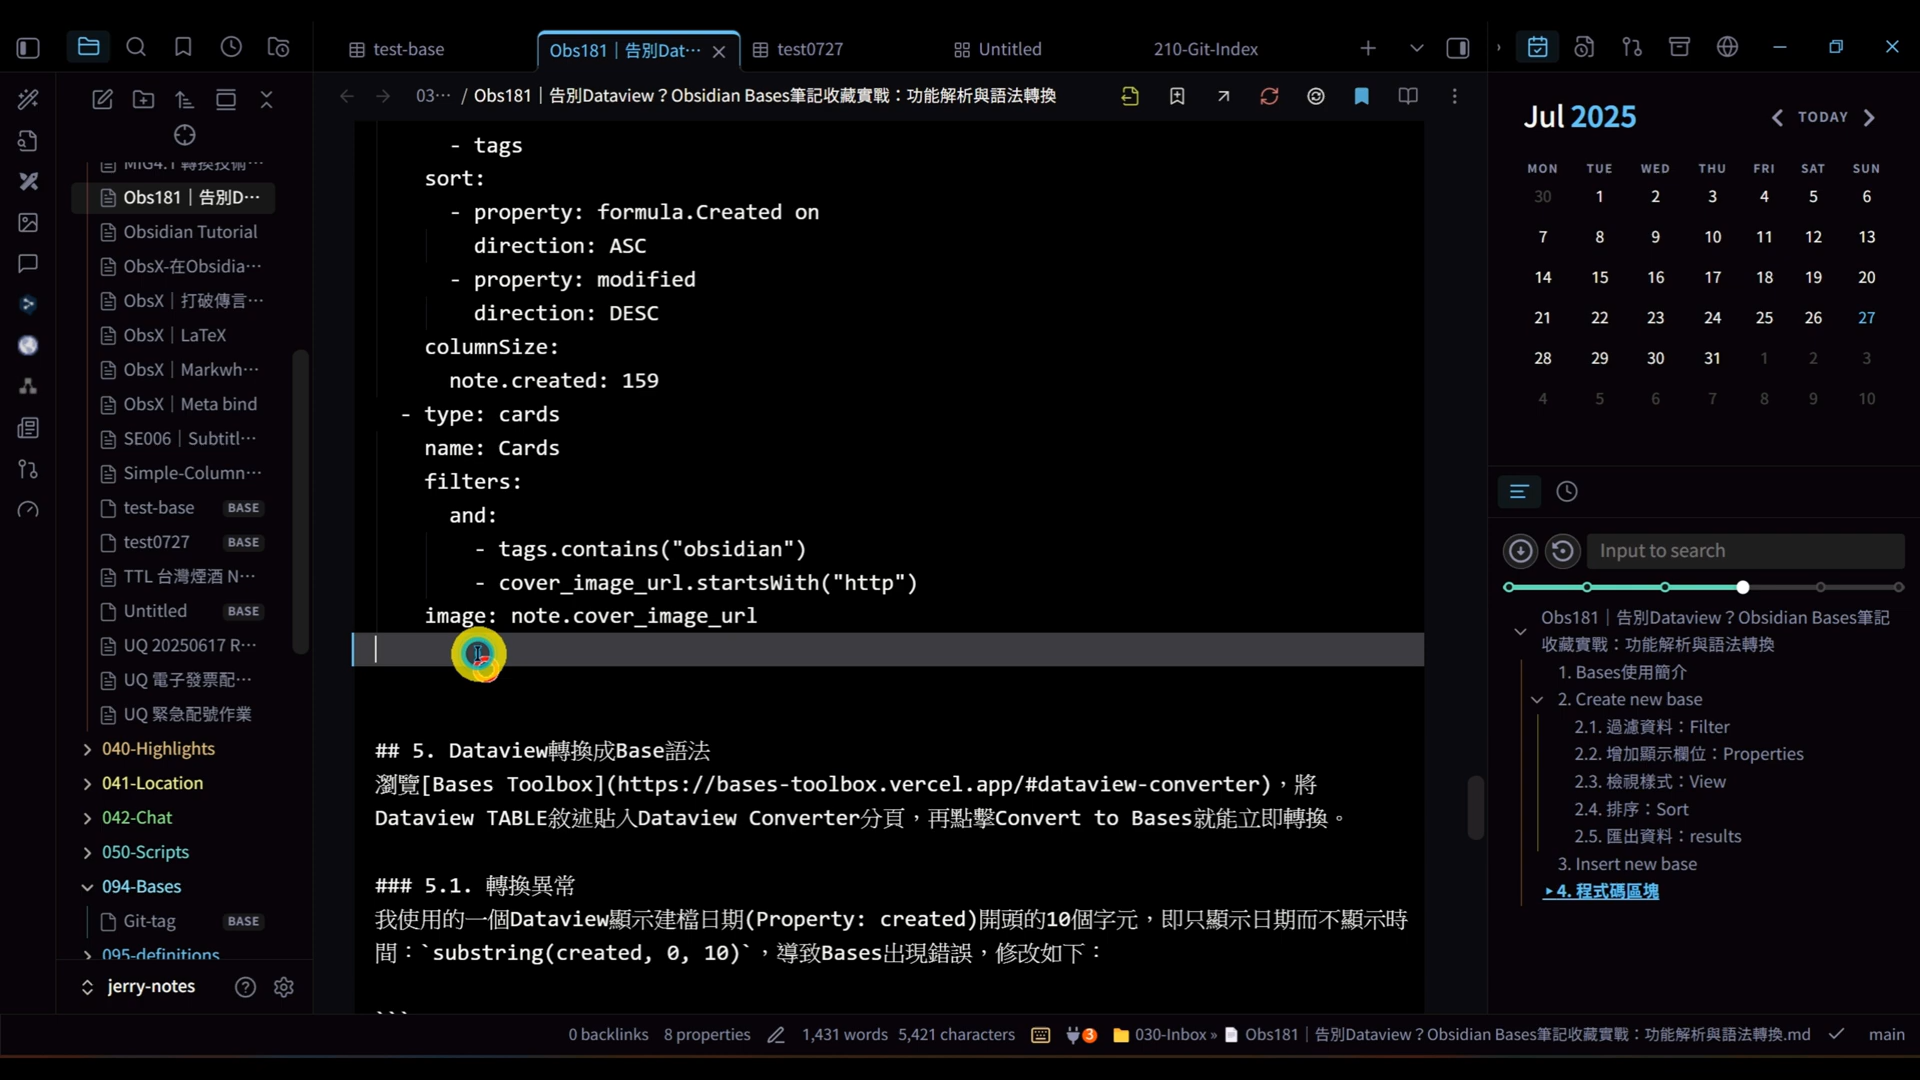 test-base
Obs181｜告別Dat…
test0727
Untitled
210-Git-Index
03… / Obs181｜告別Dataview？Obsidian Bases筆記收藏實戰：功能解析與語法轉換
MIG4.1 轉換技術…
Obs181｜告別D…
Obsidian Tutorial
ObsX-在Obsidia…
ObsX｜打破傳言…
ObsX｜LaTeX
ObsX｜Markwh…
ObsX｜Meta bind
SE006｜Subtitl…
Simple-Column…
test-base BASE
test0727 BASE
TTL 台灣煙酒 N…
Untitled BASE
UQ 20250617 R…
UQ 電子發票配…
UQ 緊急配號作業
040-Highlights
041-Location
042-Chat
050-Scripts
094-Bases
Git-tag BASE
095-definitions
jerry-notes
- tags
sort:
- property: formula.Created on
direction: ASC
- property: modified
direction: DESC
columnSize:
note.created: 159
- type: cards
name: Cards
filters:
and:
- tags.contains("obsidian")
- cover_image_url.startsWith("http")
image: note.cover_image_url
## 5. Dataview轉換成Base語法
瀏覽[Bases Toolbox](https://bases-toolbox.vercel.app/#dataview-converter)，將
Dataview TABLE敘述貼入Dataview Converter分頁，再點擊Convert to Bases就能立即轉換。
### 5.1. 轉換異常
我使用的一個Dataview顯示建檔日期(Property: created)開頭的10個字元，即只顯示日期而不顯示時
間：`substring(created, 0, 10)`，導致Bases出現錯誤，修改如下：
```
Jul 2025
TODAY
MON TUE WED THU FRI SAT SUN
30 1 2 3 4 5 6
7 8 9 10 11 12 13
14 15 16 17 18 19 20
21 22 23 24 25 26 27
28 29 30 31 1 2 3
4 5 6 7 8 9 10
Input to search
Obs181｜告別Dataview？Obsidian Bases筆記
收藏實戰：功能解析與語法轉換
1. Bases使用簡介
2. Create new base
2.1. 過濾資料：Filter
2.2. 增加顯示欄位：Properties
2.3. 檢視樣式：View
2.4. 排序：Sort
2.5. 匯出資料：results
3. Insert new base
4. 程式碼區塊
0 backlinks 8 properties 1,431 words 5,421 characters 3 030-Inbox » Obs181｜告別Dataview？Obsidian Bases筆記收藏實戰：功能解析與語法轉換.md main